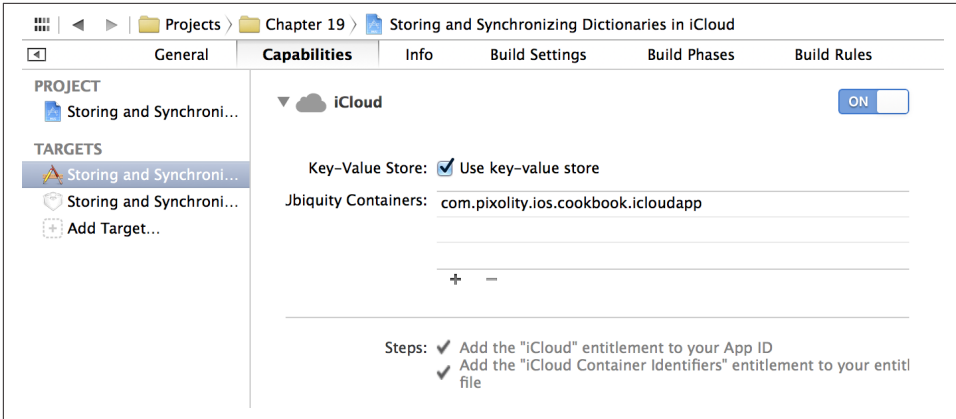 Projects Chapter 19 Storing and Synchronizing Dictionaries in iCloud
General Capabilities Info Build Settings Build Phases Build Rules
PROJECT
Storing and Synchroni...
TARGETS
Storing and Synchroni...
Storing and Synchroni...
Add Target...
iCloud
ON
Key-Value Store: Use key-value store
Jbiquity Containers: com.pixolity.ios.cookbook.icloudapp
+ −
Steps: Add the "iCloud" entitlement to your App ID
Add the "iCloud Container Identifiers" entitlement to your entitl
file